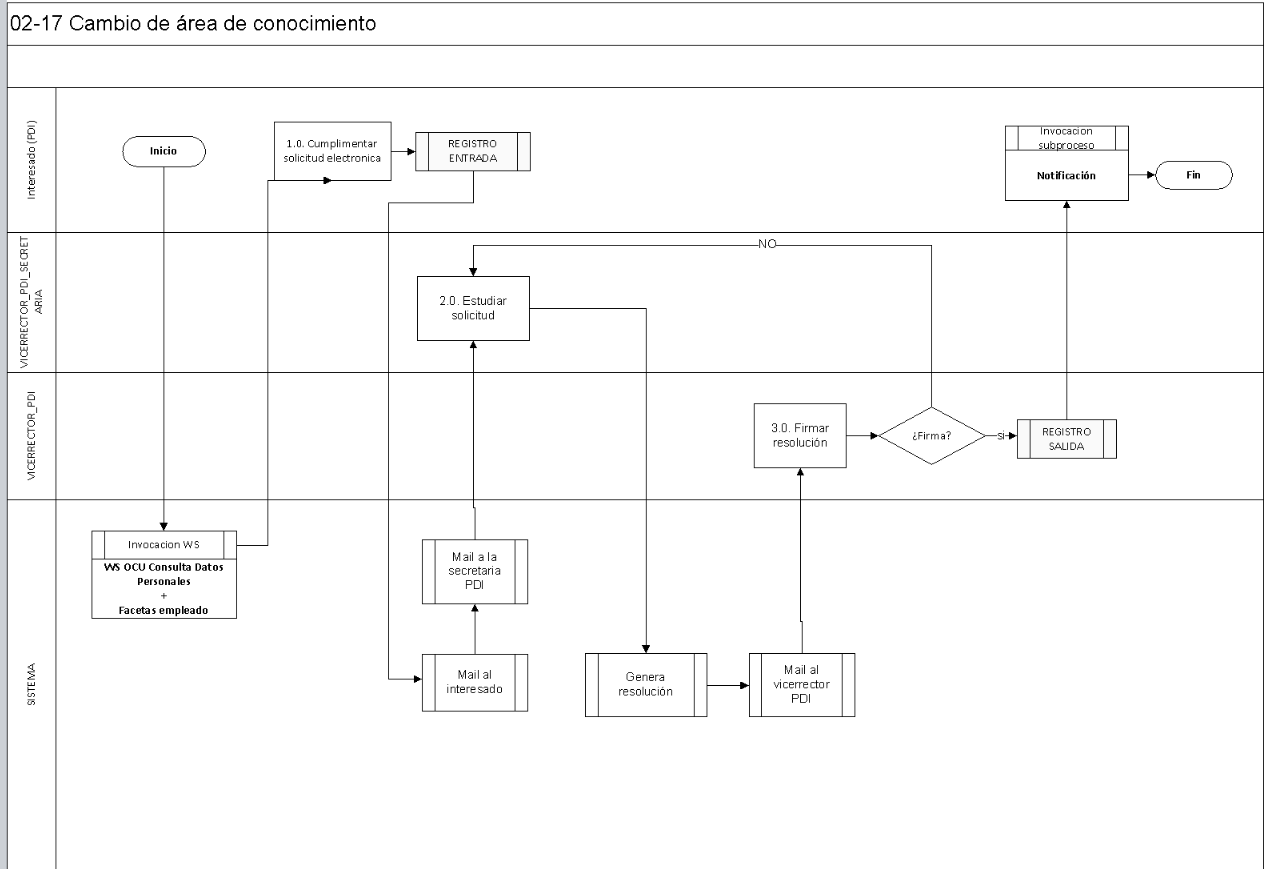 02-17 Cambio de área de conocimiento
Interesado (PDI)
Inicio
1.0. Cumplimentar
solicitud electronica
REGISTRO
ENTRADA
Invocacion
subproceso
Notificación
Fin
VICERRECTOR_PDI_SECRET
ARIA
NO
2.0. Estudiar
solicitud
VICERRECTOR_PDI
3.0. Firmar
resolución
¿Firma?
si
REGISTRO
SALIDA
SISTEMA
Invocacion WS
WS OCU Consulta Datos
Personales
+
Facetas empleado
Mail a la
secretaria
PDI
Mail al
interesado
Genera
resolución
Mail al
vicerrector
PDI